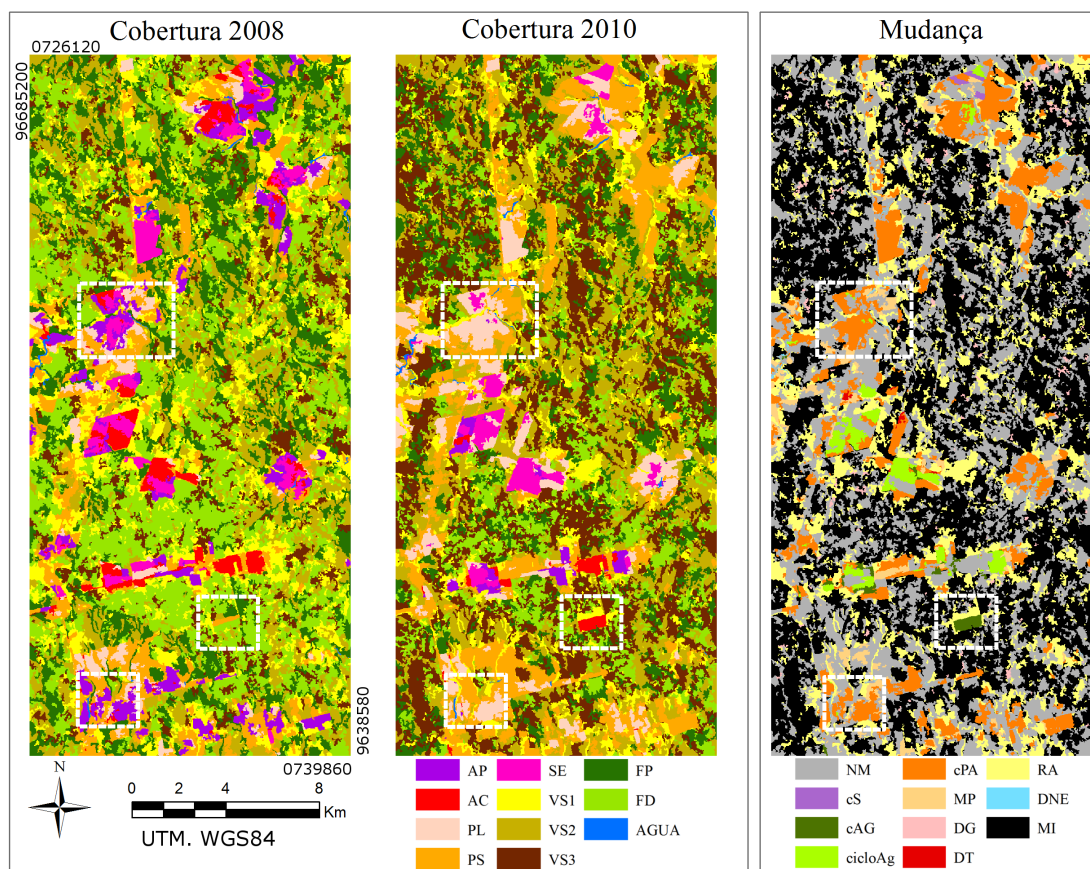 Cobertura 2008
Cobertura 2010
Mudança
0726120
9685200
9638580
0739860
N
0 2 4 8
Km
UTM. WGS84
AP SE FP
AC VS1 FD
PL VS2 AGUA
PS VS3
NM cPA RA
cS MP DNE
cAG DG MI
cicloAg DT